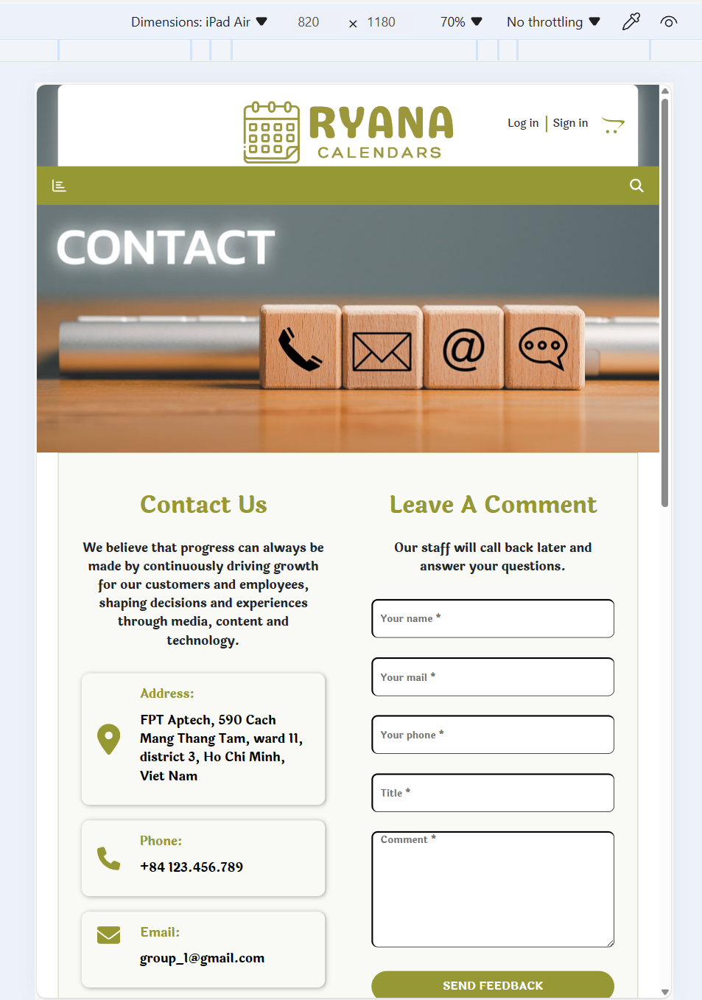 Dimensions: iPad Air 820 × 1180 70% No throttling
RYANA
CALENDARS
Log in | Sign in
CONTACT
@
Contact Us
We believe that progress can always be
made by continuously driving growth
for our customers and employees,
shaping decisions and experiences
through media, content and
technology.
Address:
FPT Aptech, 590 Cach
Mang Thang Tam, ward 11,
district 3, Ho Chi Minh,
Viet Nam
Phone:
+84 123.456.789
Email:
group_1@gmail.com
Leave A Comment
Our staff will call back later and
answer your questions.
Your name *
Your mail *
Your phone *
Title *
Comment *
SEND FEEDBACK